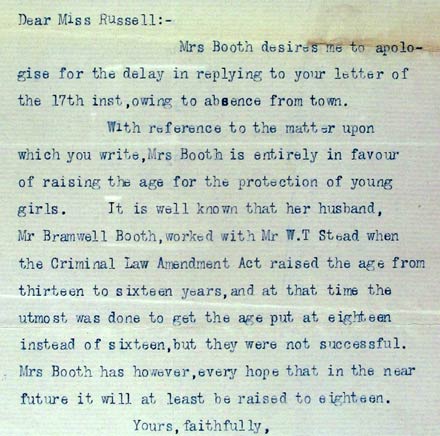 Dear Miss Russell:-
Mrs Booth desires me to apolo-
gise for the delay in replying to your letter of
the 17th inst,owing to absence from town.
With reference to the matter upon
which you write,Mrs Booth is entirely in favour
of raising the age for the protection of young
girls. It is well known that her husband,
Mr Bramwell Booth,worked with Mr W.T Stead when
the Criminal Law Amendment Act raised the age from
thirteen to sixteen years,and at that time the
utmost was done to get the age put at eighteen
instead of sixteen,but they were not successful.
Mrs Booth has however,every hope that in the near
future it will at least be raised to eighteen.
Yours,faithfully,